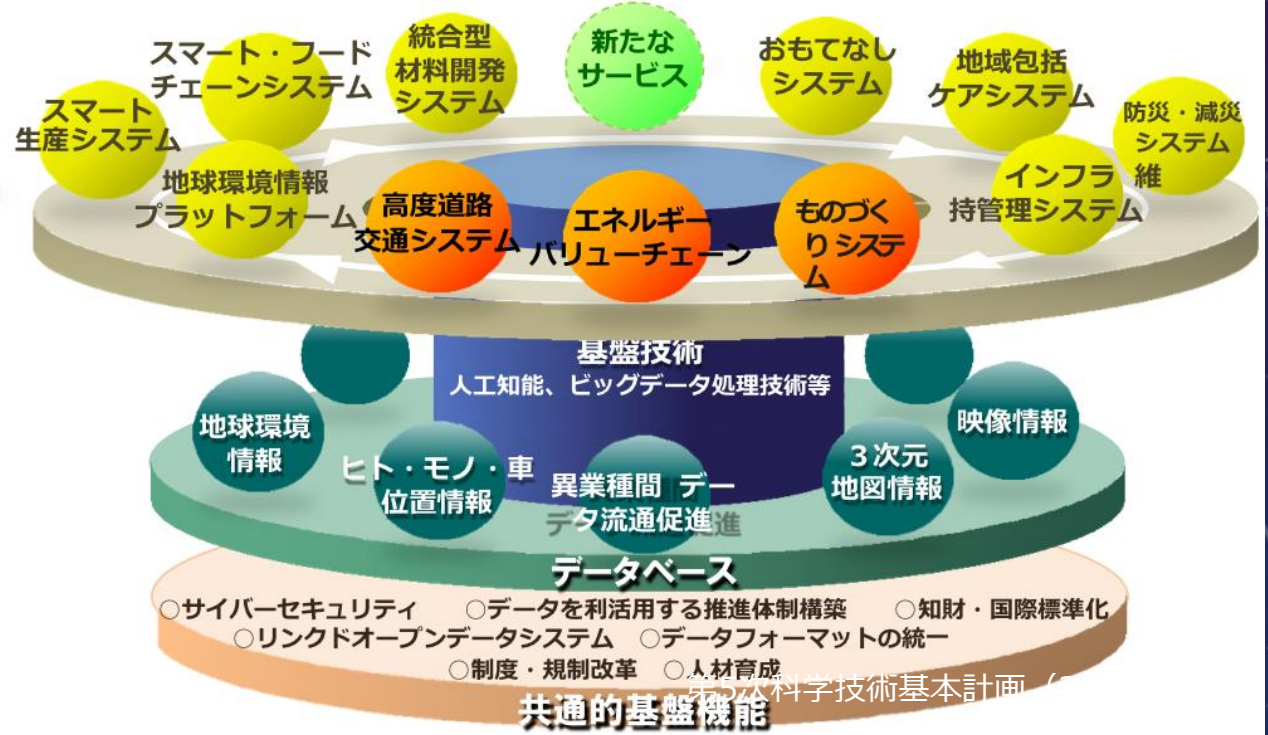 スマート・フード
チェーンシステム
統合型
材料開発
システム
新たな
サービス
おもてなし
システム
地域包括
ケアシステム
スマート
生産システム
防災・減災
システム
地球環境情報
プラットフォーム
高度道路
交通システム
エネルギー
バリューチェーン
ものづく
りシステ
ム
インフラ 維
持管理システム
基盤技術
人工知能、ビッグデータ処理技術等
地球環境
情報
ヒト・モノ・車
位置情報
異業種間 デー
タ流通促進
3次元
地図情報
映像情報
データベース
○サイバーセキュリティ ○データを利活用する推進体制構築 ○知財・国際標準化
○リンクドオープンデータシステム ○データフォーマットの統一
○制度・規制改革 ○人材育成
第5次科学技術基本計画
共通的基盤機能